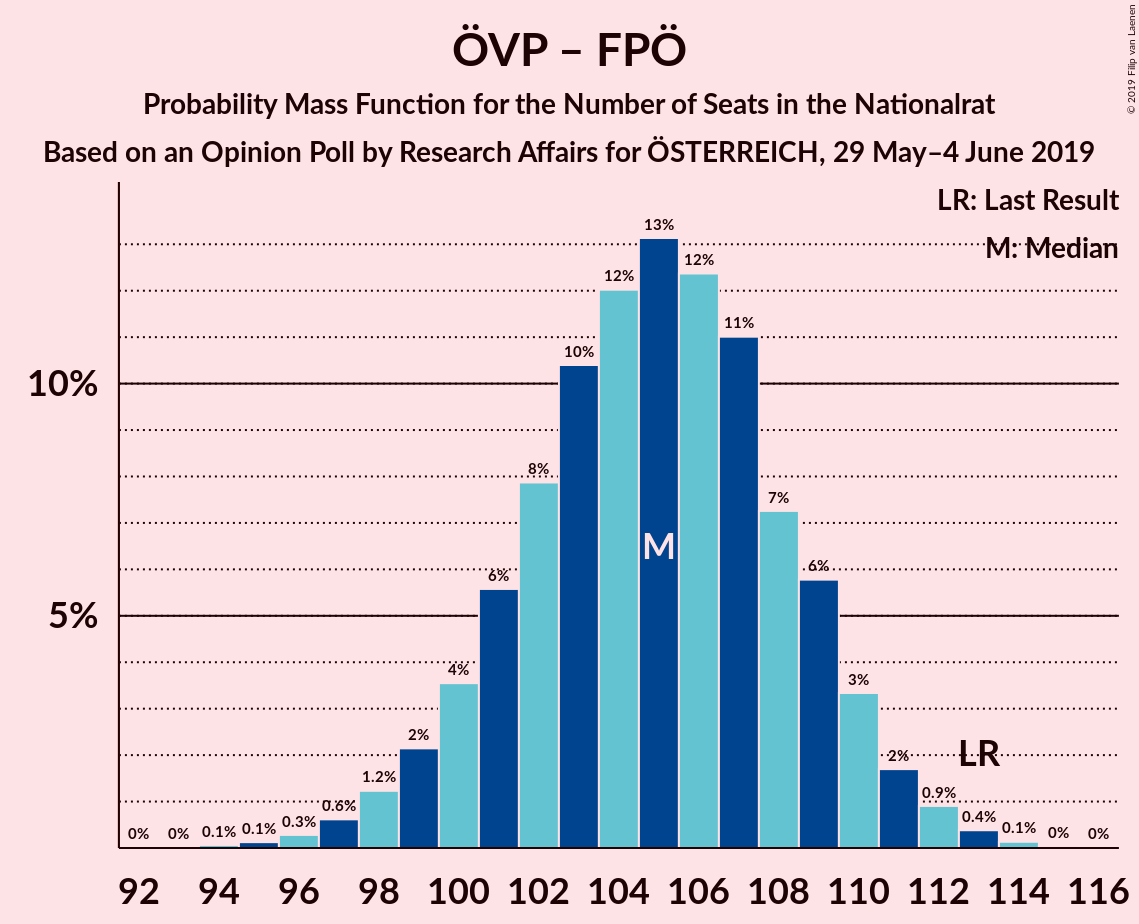 ÖVP – FPÖ
Probability Mass Function for the Number of Seats in the Nationalrat
Based on an Opinion Poll by Research Affairs for ÖSTERREICH, 29 May–4 June 2019
© 2019 Filip van Laenen
LR: Last Result
M: Median
13%
12%
12%
11%
10%
10%
8%
7%
M
6%
6%
5%
4%
3%
2%
LR
2%
1.2%
0.9%
0.6%
0.3%
0.4%
0% 0% 0.1% 0.1% 0.1% 0% 0%
92 94 96 98 100 102 104 106 108 110 112 114 116